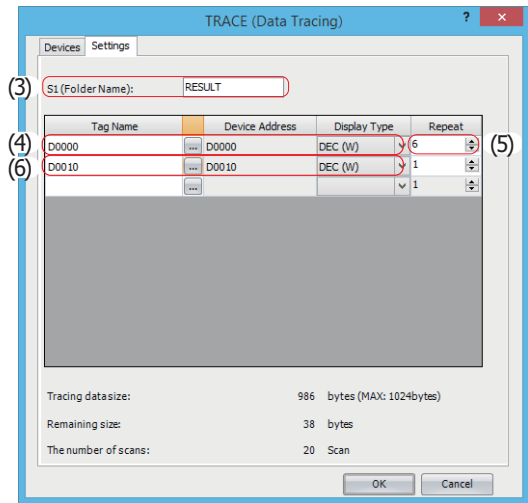 TRACE (Data Tracing) ? ×
Devices Settings
(3) S1 (Folder Name): RESULT
Tag Name Device Address Display Type Repeat
(4) D0000 ... D0000 DEC (W) 6 (5)
(6) D0010 ... D0010 DEC (W) 1
... 1
Tracing data size: 986 bytes (MAX: 1024bytes)
Remaining size: 38 bytes
The number of scans: 20 Scan
OK Cancel